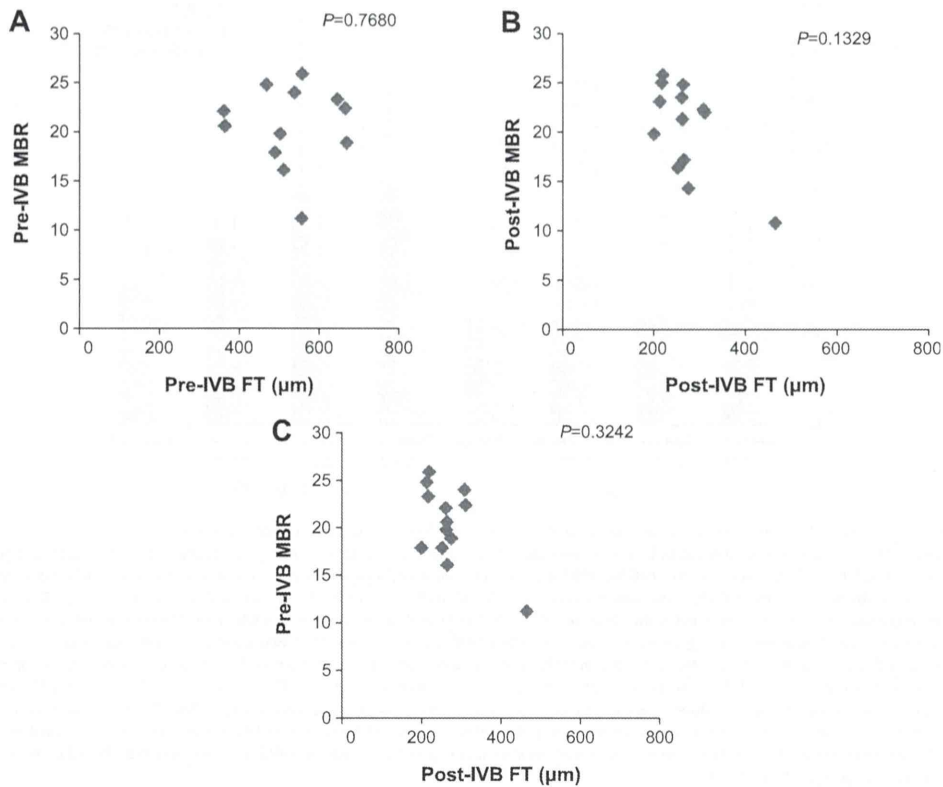 A
P=0.7680
30
25
20
15
10
5
0
Pre-IVB MBR
0 200 400 600 800
Pre-IVB FT (µm)
B
P=0.1329
30
25
20
15
10
5
0
Post-IVB MBR
0 200 400 600 800
Post-IVB FT (µm)
C
P=0.3242
30
25
20
15
10
5
0
Pre-IVB MBR
0 200 400 600 800
Post-IVB FT (µm)